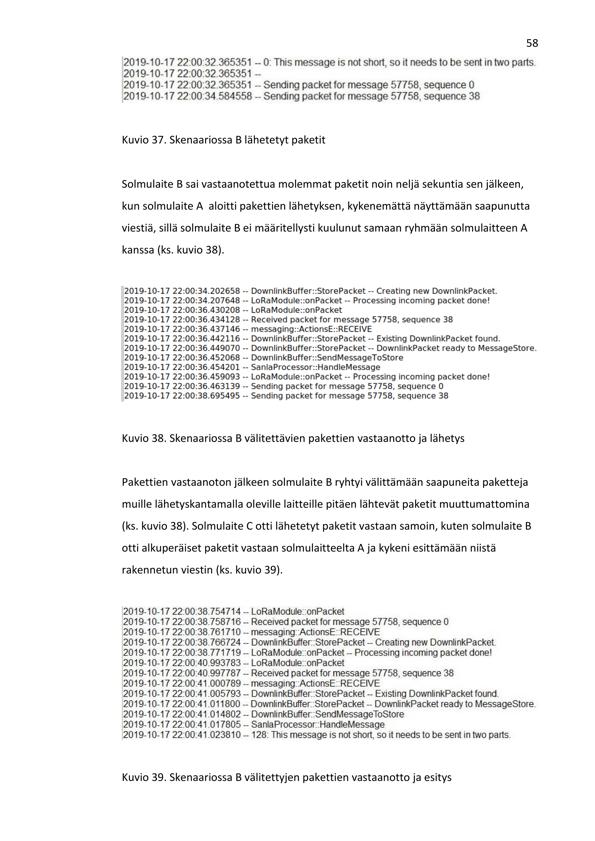 58
2019-10-17 22:00:32.365351 -- 0: This message is not short, so it needs to be sent in two parts.
2019-10-17 22:00:32.365351 --
2019-10-17 22:00:32.365351 -- Sending packet for message 57758, sequence 0
2019-10-17 22:00:34.584558 -- Sending packet for message 57758, sequence 38
Kuvio 37. Skenaariossa B lähetetyt paketit
Solmulaite B sai vastaanotettua molemmat paketit noin neljä sekuntia sen jälkeen,
kun solmulaite A aloitti pakettien lähetyksen, kykenemättä näyttämään saapunutta
viestiä, sillä solmulaite B ei määritellysti kuulunut samaan ryhmään solmulaitteen A
kanssa (ks. kuvio 38).
2019-10-17 22:00:34.202658 -- DownlinkBuffer::StorePacket -- Creating new DownlinkPacket.
2019-10-17 22:00:34.207648 -- LoRaModule::onPacket -- Processing incoming packet done!
2019-10-17 22:00:36.430208 -- LoRaModule::onPacket
2019-10-17 22:00:36.434128 -- Received packet for message 57758, sequence 38
2019-10-17 22:00:36.437146 -- messaging::ActionsE::RECEIVE
2019-10-17 22:00:36.442116 -- DownlinkBuffer::StorePacket -- Existing DownlinkPacket found.
2019-10-17 22:00:36.449070 -- DownlinkBuffer::StorePacket -- DownlinkPacket ready to MessageStore.
2019-10-17 22:00:36.452068 -- DownlinkBuffer::SendMessageToStore
2019-10-17 22:00:36.454201 -- SanlaProcessor::HandleMessage
2019-10-17 22:00:36.459093 -- LoRaModule::onPacket -- Processing incoming packet done!
2019-10-17 22:00:36.463139 -- Sending packet for message 57758, sequence 0
2019-10-17 22:00:38.695495 -- Sending packet for message 57758, sequence 38
Kuvio 38. Skenaariossa B välitettävien pakettien vastaanotto ja lähetys
Pakettien vastaanoton jälkeen solmulaite B ryhtyi välittämään saapuneita paketteja
muille lähetyskantamalla oleville laitteille pitäen lähtevät paketit muuttumattomina
(ks. kuvio 38). Solmulaite C otti lähetetyt paketit vastaan samoin, kuten solmulaite B
otti alkuperäiset paketit vastaan solmulaitteelta A ja kykeni esittämään niistä
rakennetun viestin (ks. kuvio 39).
2019-10-17 22:00:38.754714 -- LoRaModule::onPacket
2019-10-17 22:00:38.758716 -- Received packet for message 57758, sequence 0
2019-10-17 22:00:38.761710 -- messaging::ActionsE::RECEIVE
2019-10-17 22:00:38.766724 -- DownlinkBuffer::StorePacket -- Creating new DownlinkPacket.
2019-10-17 22:00:38.771719 -- LoRaModule::onPacket -- Processing incoming packet done!
2019-10-17 22:00:40.993783 -- LoRaModule::onPacket
2019-10-17 22:00:40.997787 -- Received packet for message 57758, sequence 38
2019-10-17 22:00:41.000789 -- messaging::ActionsE::RECEIVE
2019-10-17 22:00:41.005793 -- DownlinkBuffer::StorePacket -- Existing DownlinkPacket found.
2019-10-17 22:00:41.011800 -- DownlinkBuffer::StorePacket -- DownlinkPacket ready to MessageStore.
2019-10-17 22:00:41.014802 -- DownlinkBuffer::SendMessageToStore
2019-10-17 22:00:41.017805 -- SanlaProcessor::HandleMessage
2019-10-17 22:00:41.023810 -- 128: This message is not short, so it needs to be sent in two parts.
Kuvio 39. Skenaariossa B välitettyjen pakettien vastaanotto ja esitys